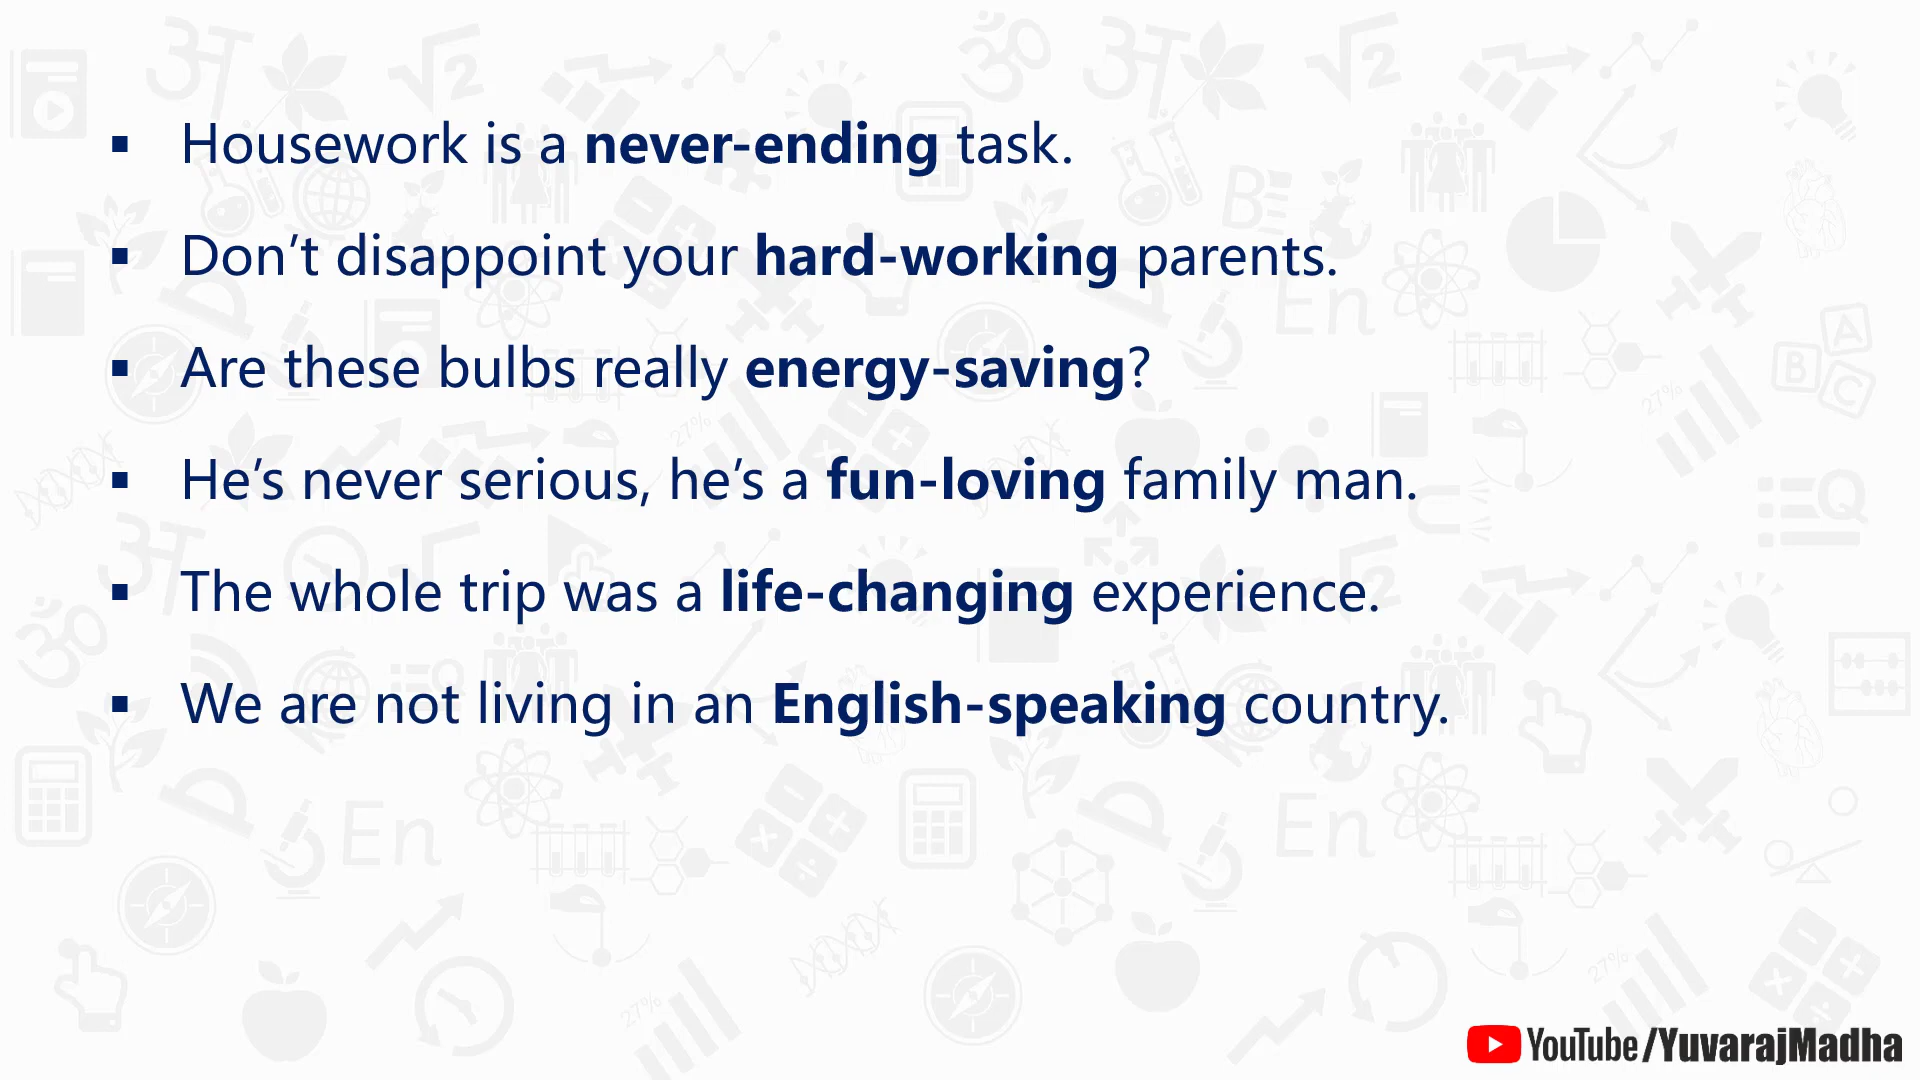 ▪ Housework is a never-ending task.
▪ Don’t disappoint your hard-working parents.
▪ Are these bulbs really energy-saving?
▪ He’s never serious, he’s a fun-loving family man.
▪ The whole trip was a life-changing experience.
▪ We are not living in an English-speaking country.
YouTube/YuvarajMadha